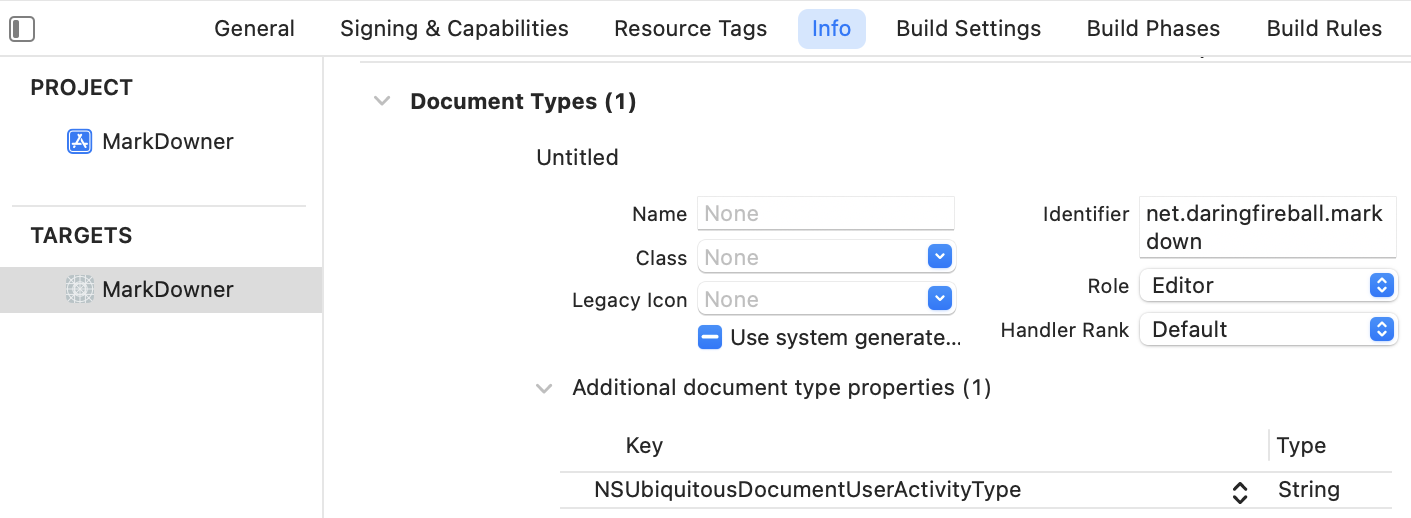 General Signing & Capabilities Resource Tags Info Build Settings Build Phases Build Rules
PROJECT
MarkDowner
TARGETS
MarkDowner
Document Types (1)
Untitled
Name None
Class None
Legacy Icon None
Use system generate...
Identifier net.daringfireball.mark
down
Role Editor
Handler Rank Default
Additional document type properties (1)
Key Type
NSUbiquitousDocumentUserActivityType String